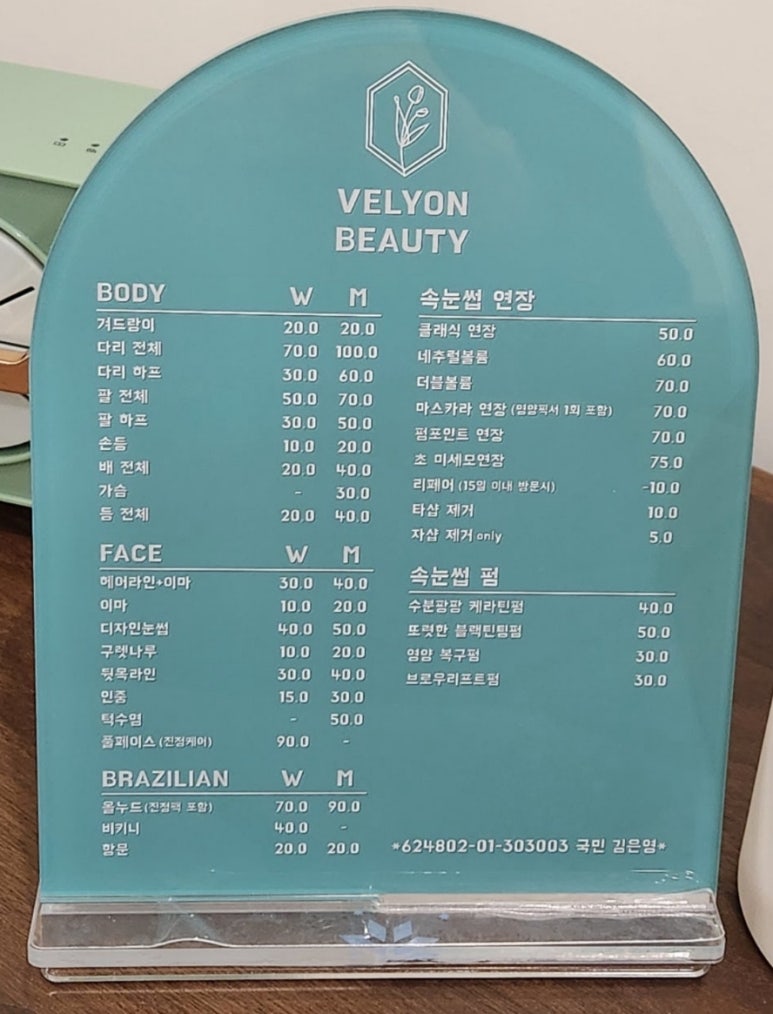 VELYON
BEAUTY
BODY W M
겨드랑이 20.0 20.0
다리 전체 70.0 100.0
다리 하프 30.0 60.0
팔 전체 50.0 70.0
팔 하프 30.0 50.0
손등 10.0 20.0
배 전체 20.0 40.0
가슴 - 30.0
등 전체 20.0 40.0
FACE W M
헤어라인+이마 30.0 40.0
이마 10.0 20.0
디자인눈썹 40.0 50.0
구렛나루 10.0 20.0
뒷목라인 30.0 40.0
인중 15.0 30.0
턱수염 - 50.0
풀페이스 (진정케어) 90.0 -
BRAZILIAN W M
올누드(진정팩 포함) 70.0 90.0
비키니 40.0 -
항문 20.0 20.0
속눈썹 연장
클래식 연장 50.0
네추럴볼륨 60.0
더블볼륨 70.0
마스카라 연장 (영양픽서 1회 포함) 70.0
펌포인트 연장 70.0
초 미세모연장 75.0
리페어 (15일 이내 방문시) -10.0
타샵 제거 10.0
자샵 제거 only 5.0
속눈썹 펌
수분팡팡 케라틴펌 40.0
또렷한 블랙틴팅펌 50.0
영양 복구펌 30.0
브로우리프트펌 30.0
*624802-01-303003 국민 김은영*